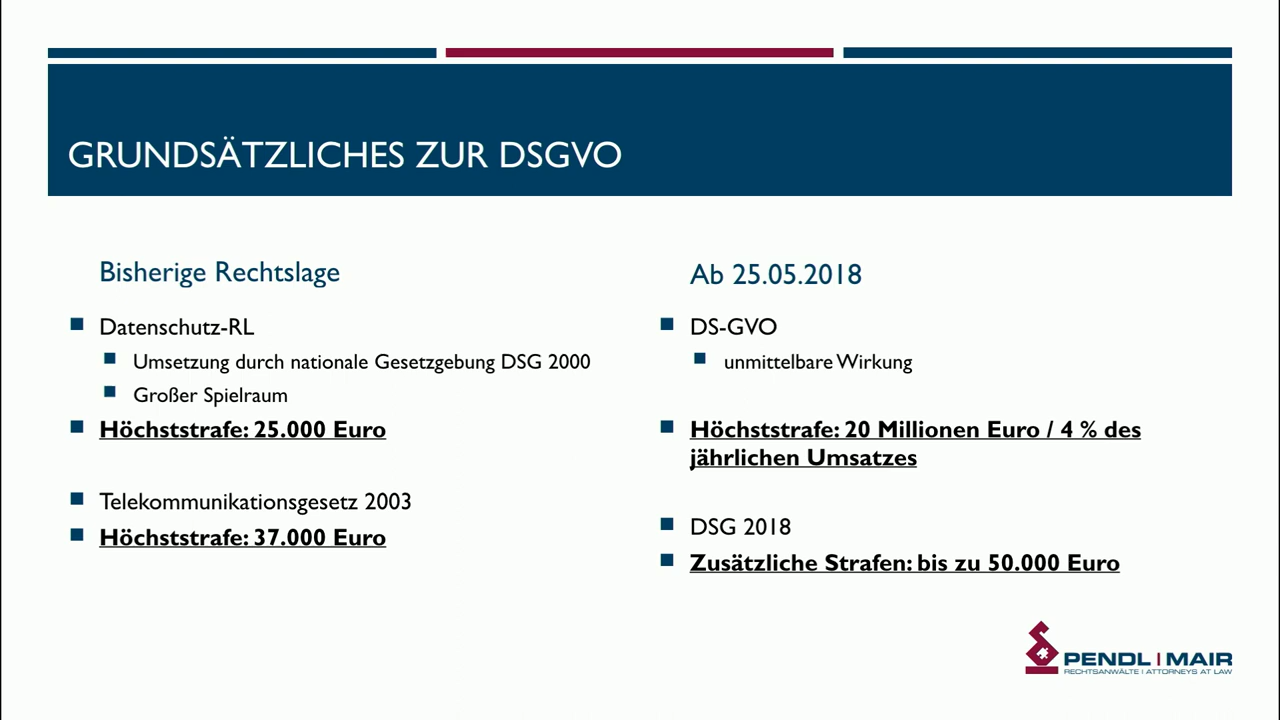 GRUNDSÄTZLICHES ZUR DSGVO
Bisherige Rechtslage
Datenschutz-RL
Umsetzung durch nationale Gesetzgebung DSG 2000
Großer Spielraum
Höchststrafe: 25.000 Euro
Telekommunikationsgesetz 2003
Höchststrafe: 37.000 Euro
Ab 25.05.2018
DS-GVO
unmittelbare Wirkung
Höchststrafe: 20 Millionen Euro / 4 % des
jährlichen Umsatzes
DSG 2018
Zusätzliche Strafen: bis zu 50.000 Euro
PENDL | MAIR
RECHTSANWÄLTE | ATTORNEYS AT LAW